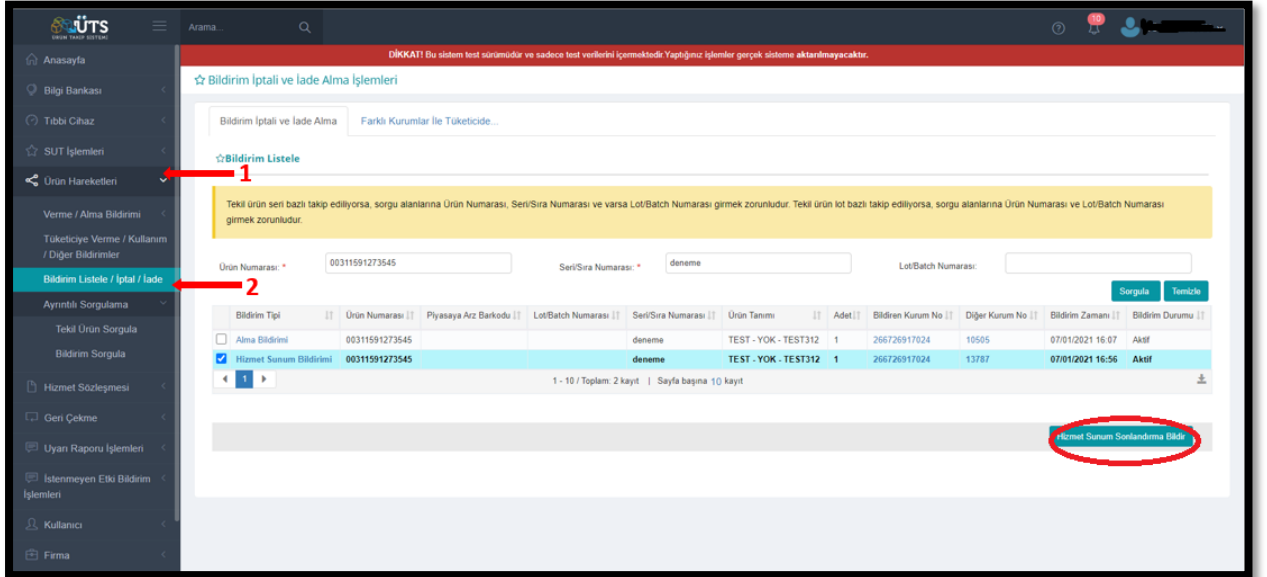 ÜTS
ÜRÜN TAKİP SİSTEMİ
Arama...
10
DİKKAT! Bu sistem test sürümüdür ve sadece test verilerini içermektedir.Yaptığınız işlemler gerçek sisteme aktarılmayacaktır.
Anasayfa
Bilgi Bankası
Tıbbi Cihaz
SUT İşlemleri
Ürün Hareketleri
1
Verme / Alma Bildirimi
Tüketiciye Verme / Kullanım
/ Diğer Bildirimler
Bildirim Listele / İptal / İade
2
Ayrıntılı Sorgulama
Tekil Ürün Sorgula
Bildirim Sorgula
Hizmet Sözleşmesi
Geri Çekme
Uyarı Raporu İşlemleri
İstenmeyen Etki Bildirim
İşlemleri
Kullanıcı
Firma
Bildirim İptali ve İade Alma İşlemleri
Bildirim İptali ve İade Alma Farklı Kurumlar İle Tüketicide...
Bildirim Listele
Tekil ürün seri bazlı takip ediliyorsa, sorgu alanlarına Ürün Numarası, Seri/Sıra Numarası ve varsa Lot/Batch Numarası girmek zorunludur. Tekil ürün lot bazlı takip ediliyorsa, sorgu alanlarına Ürün Numarası ve Lot/Batch Numarası
girmek zorunludur.
Ürün Numarası: * 00311591273545 Seri/Sıra Numarası: * deneme Lot/Batch Numarası:
Sorgula Temizle
Bildirim Tipi Ürün Numarası Piyasaya Arz Barkodu Lot/Batch Numarası Seri/Sıra Numarası Ürün Tanımı Adet Bildiren Kurum No Diğer Kurum No Bildirim Zamanı Bildirim Durumu
Alma Bildirimi 00311591273545 deneme TEST - YOK - TEST312 1 266726917024 10505 07/01/2021 16:07 Aktif
Hizmet Sunum Bildirimi 00311591273545 deneme TEST - YOK - TEST312 1 266726917024 13787 07/01/2021 16:56 Aktif
1 1 - 10 / Toplam: 2 kayıt | Sayfa başına 10 kayıt
Hizmet Sunum Sonlandırma Bildir